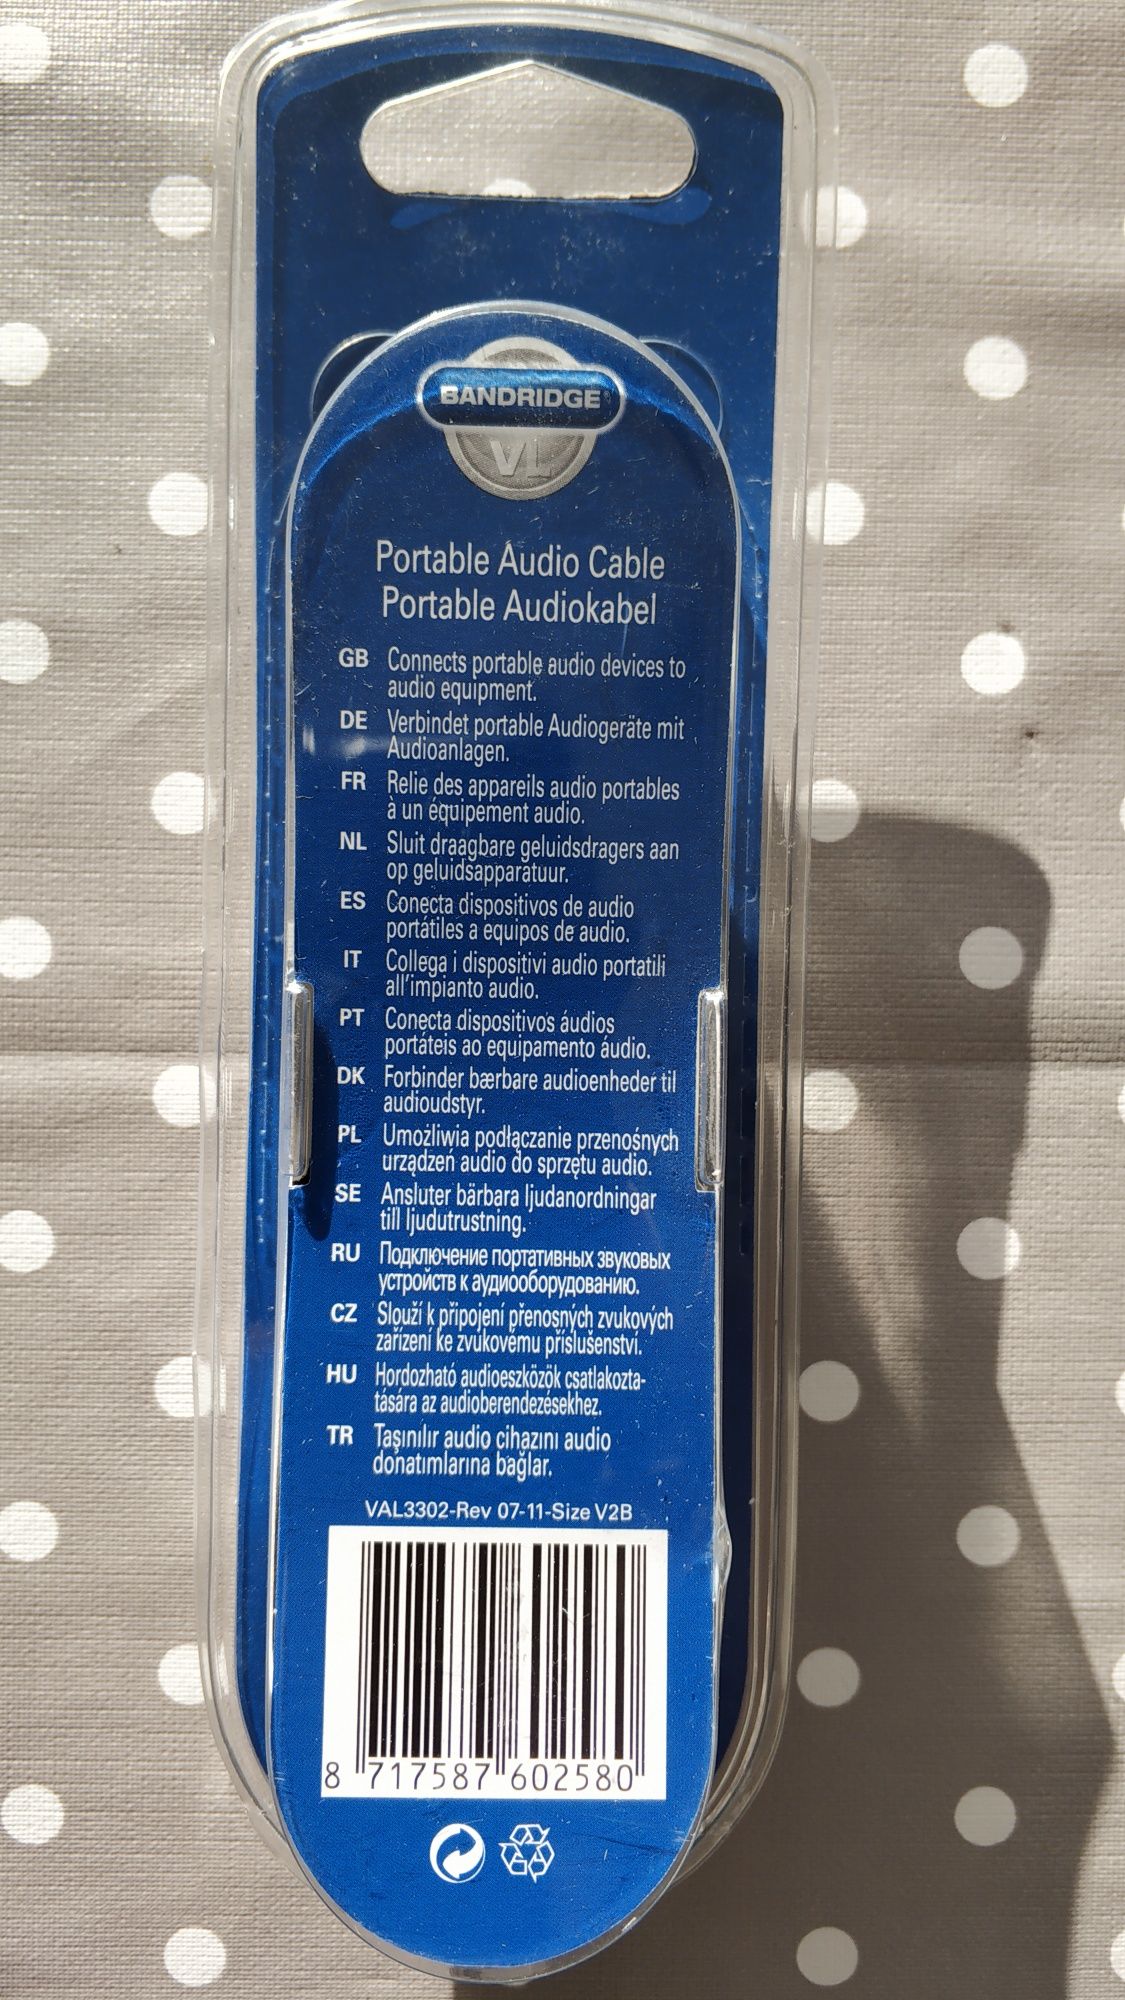 BANDRIDGE
VL
Portable Audio Cable
Portable Audiokabel
GB Connects portable audio devices to
audio equipment.
DE Verbindet portable Audiogeräte mit
Audioanlagen.
FR Relie des appareils audio portables
à un équipement audio.
NL Sluit draagbare geluidsdragers aan
op geluidsapparatuur.
ES Conecta dispositivos de audio
portátiles a equipos de audio.
IT Collega i dispositivi audio portatili
all'impianto audio.
PT Conecta dispositivos áudios
portáteis ao equipamento áudio.
DK Forbinder bærbare audioenheder til
audioudstyr.
PL Umożliwia podłączanie przenośnych
urządzeń audio do sprzętu audio.
SE Ansluter bärbara ljudanordningar
till ljudutrustning.
RU Подключение портативных звуковых
устройств к аудиооборудованию.
CZ Slouží k připojení přenosných zvukových
zařízení ke zvukovému příslušenství.
HU Hordozható audioeszközök csatlakozta-
tására az audioberendezésekhez.
TR Taşınılır audio cihazını audio
donatımlarına bağlar.
VAL3302-Rev 07-11-Size V2B
8 717587 602580